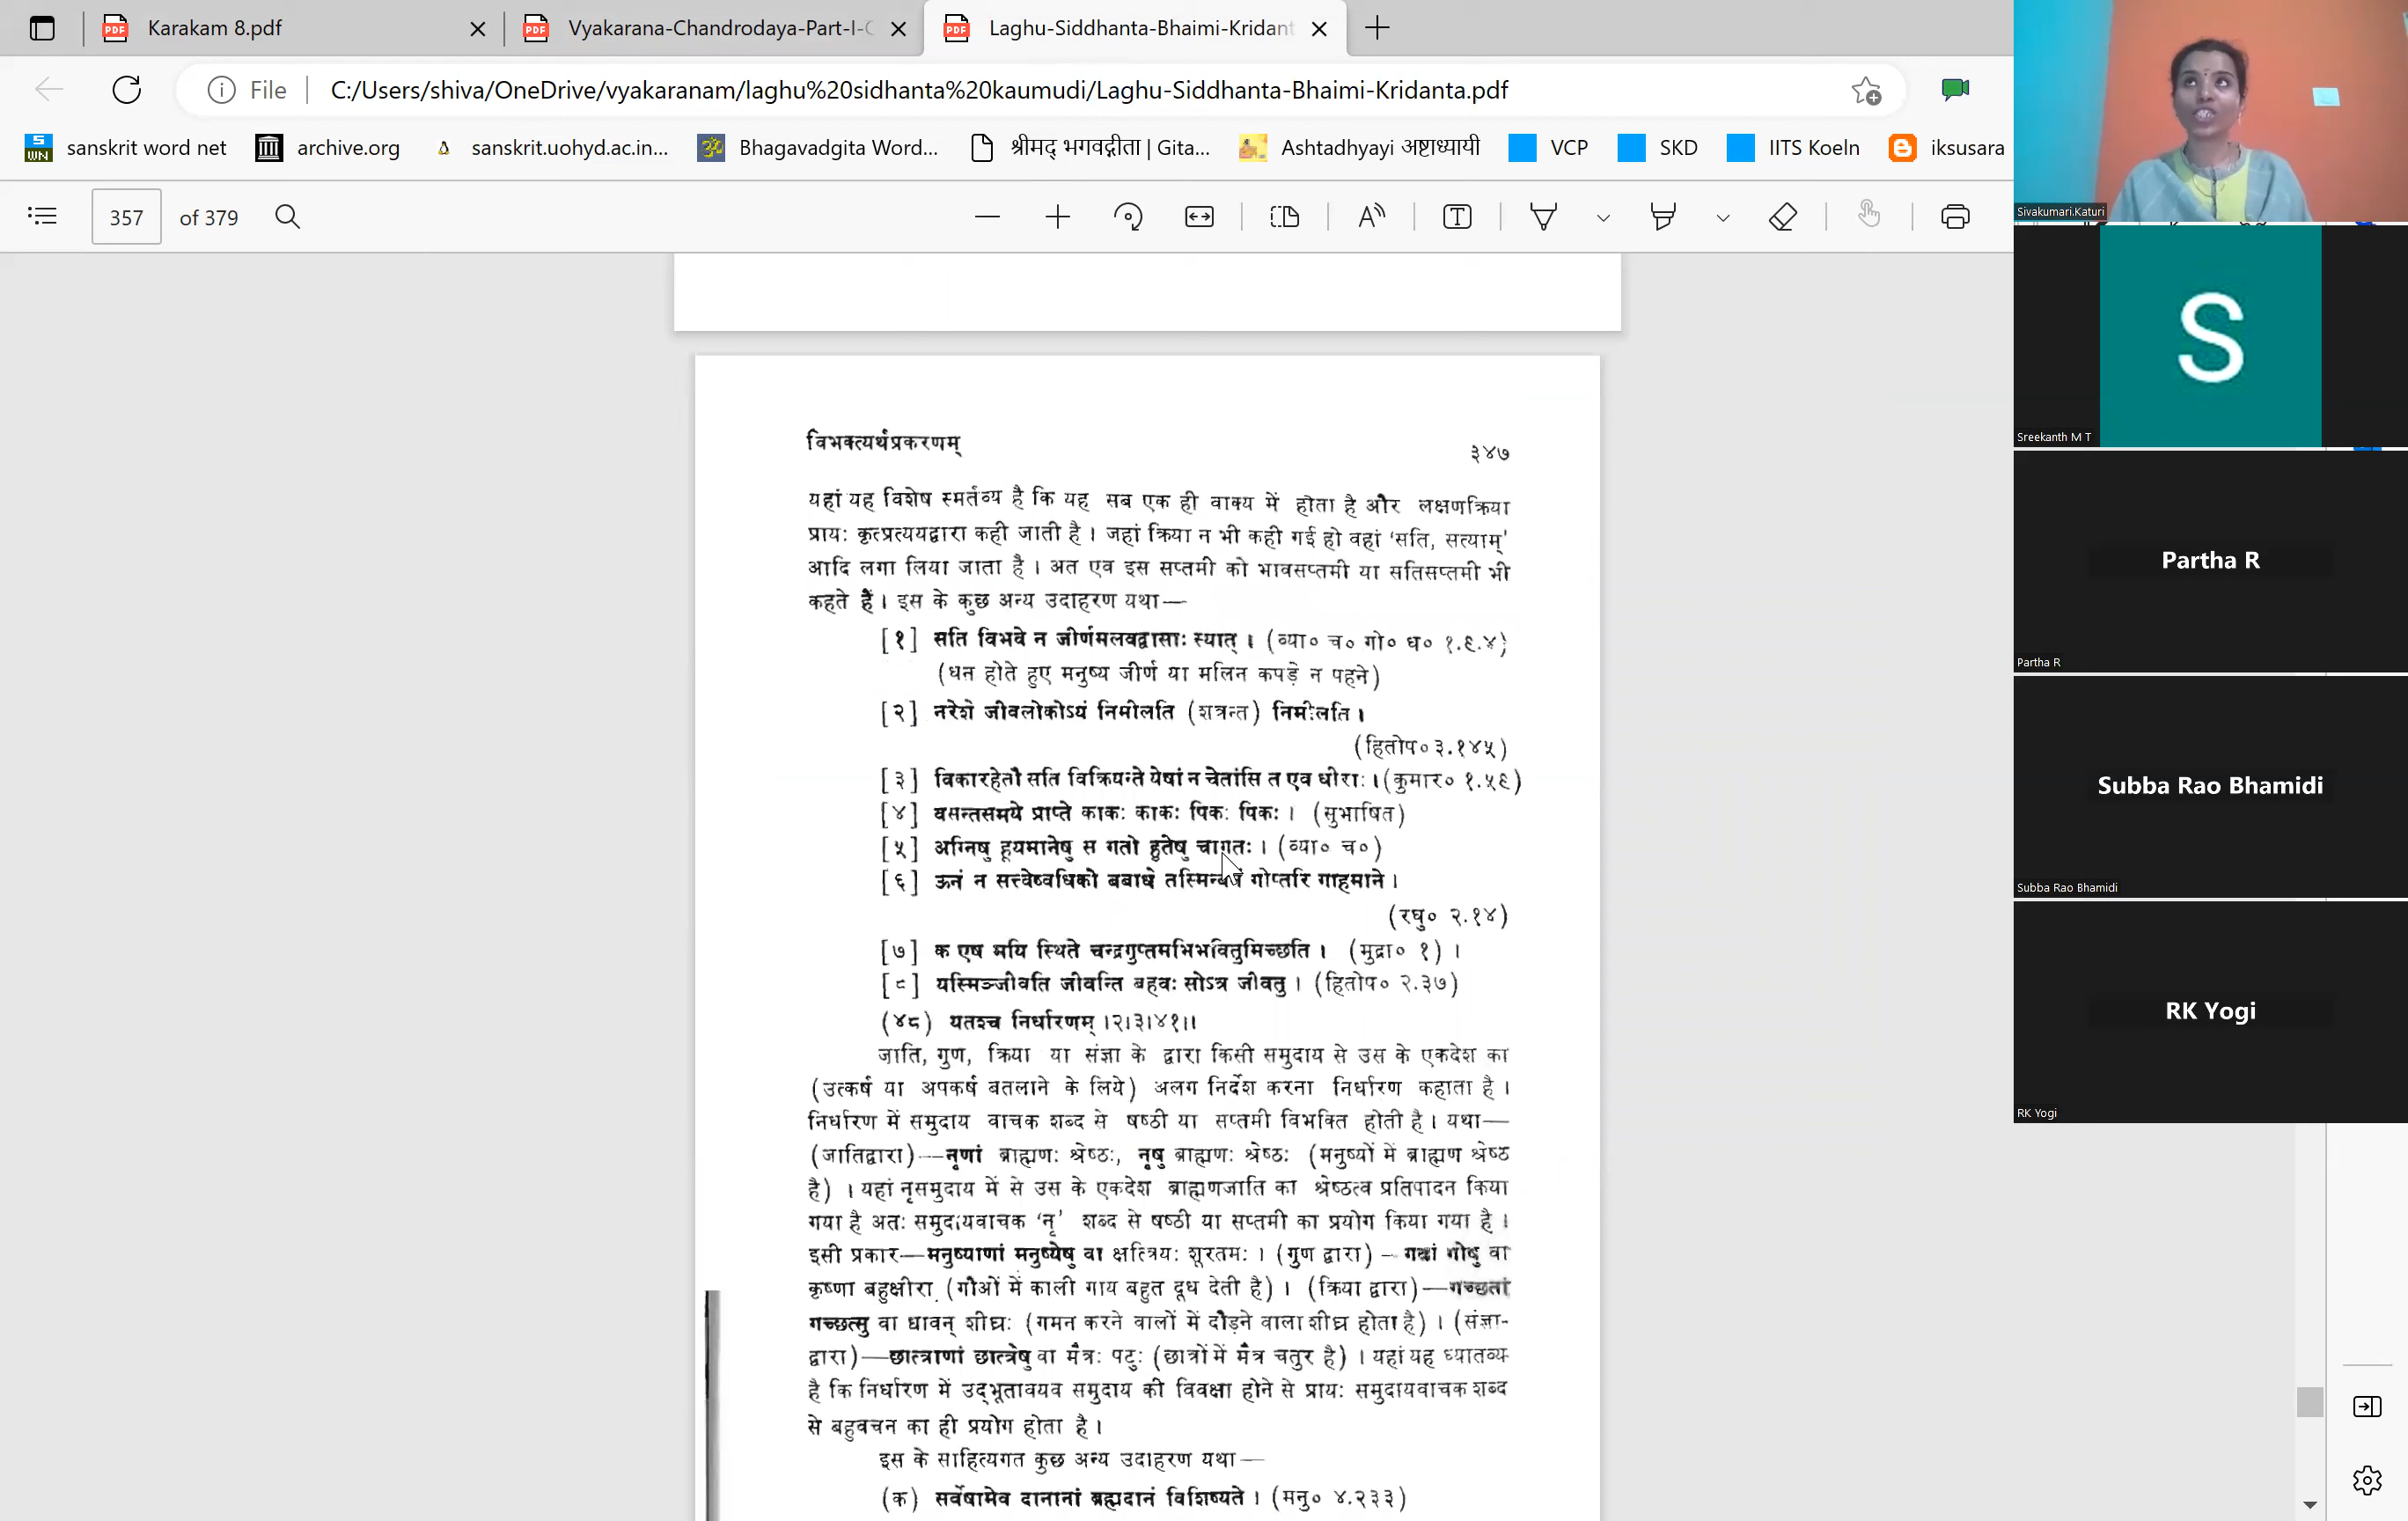 Karakam 8.pdf
Vyakarana-Chandrodaya-Part-I-
Laghu-Siddhanta-Bhaimi-Kridant
File
C:/Users/shiva/OneDrive/vyakaranam/laghu%20sidhanta%20kaumudi/Laghu-Siddhanta-Bhaimi-Kridanta.pdf
sanskrit word net
archive.org
sanskrit.uohyd.ac.in...
Bhagavadgita Word...
श्रीमद् भगवद्गीता | Gita...
Ashtadhyayi अष्टाध्यायी
VCP
SKD
IITS Koeln
iksusara
357 of 379
विभक्त्यर्थप्रकरणम्
३४७
यहां यह विशेष स्मर्तव्य है कि यह सब एक ही वाक्य में होता है और लक्षणक्रिया
प्रायः कृत्प्रत्ययद्वारा कही जाती है । जहां क्रिया न भी कही गई हो वहां ‘सति, सत्याम्’
आदि लगा लिया जाता है । अत एव इस सप्तमी को भावसप्तमी या सतिसप्तमी भी
कहते हैं । इस के कुछ अन्य उदाहरण यथा—
[१] सति विभवे न जीर्णमलवद्वासाः स्यात् । (व्या० च० गो० ध० १.९.४)
(धन होते हुए मनुष्य जीर्ण या मलिन कपड़े न पहने)
[२] नरेशे जीवलोकोऽयं निमीलति (शत्रन्त) निमीलति ।
(हितोप० ३.१४५)
[३] विकारहेतौ सति विक्रियन्ते येषां न चेतांसि त एव धीराः । (कुमार० १.५९)
[४] वसन्तसमये प्राप्ते काकः काकः पिकः पिकः । (सुभाषित)
[५] अग्निषु हूयमानेषु स गतो हुतेषु चागतः । (व्या० च०)
[६] ऊनं न सत्त्वेष्वधिको बबाधे तस्मिन्वनं गोप्तरि गाहमाने ।
(रघु० २.१४)
[७] क एष मयि स्थिते चन्द्रगुप्तमभिभवितुमिच्छति । (मुद्रा० १) ।
[८] यस्मिञ्जीवति जीवन्ति बहवः सोऽत्र जीवतु । (हितोप० २.३७)
(४८) यतश्च निर्धारणम् ।२।३।४१।।
जाति, गुण, क्रिया या संज्ञा के द्वारा किसी समुदाय से उस के एकदेश का
(उत्कर्ष या अपकर्ष बतलाने के लिये) अलग निर्देश करना निर्धारण कहाता है ।
निर्धारण में समुदाय वाचक शब्द से षष्ठी या सप्तमी विभक्ति होती है । यथा—
(जातिद्वारा)—नृणां ब्राह्मणः श्रेष्ठः, नृषु ब्राह्मणः श्रेष्ठः (मनुष्यों में ब्राह्मण श्रेष्ठ
है) । यहां नृसमुदाय में से उस के एकदेश ब्राह्मणजाति का श्रेष्ठत्व प्रतिपादन किया
गया है अतः समुदायवाचक ‘नृ’ शब्द से षष्ठी या सप्तमी का प्रयोग किया गया है ।
इसी प्रकार—मनुष्याणां मनुष्येषु वा क्षत्त्रियः शूरतमः । (गुण द्वारा) – गवां गोषु वा
कृष्णा बहुक्षीरा (गौओं में काली गाय बहुत दूध देती है) । (क्रिया द्वारा)—गच्छतां
गच्छत्सु वा धावन् शीघ्रः (गमन करने वालों में दौड़ने वाला शीघ्र होता है) । (संज्ञा-
द्वारा)—छात्त्राणां छात्त्रेषु वा मैत्रः पटुः (छात्रों में मैत्र चतुर है) । यहां यह ध्यातव्य
है कि निर्धारण में उद्भूतावयव समुदाय की विवक्षा होने से प्रायः समुदायवाचक शब्द
से बहुवचन का ही प्रयोग होता है ।
इस के साहित्यगत कुछ अन्य उदाहरण यथा—
(क) सर्वेषामेव दानानां ब्रह्मदानं विशिष्यते । (मनु० ४.२३३)
Sivakumari.Katuri
S
Sreekanth M T
Partha R
Partha R
Subba Rao Bhamidi
Subba Rao Bhamidi
RK Yogi
RK Yogi